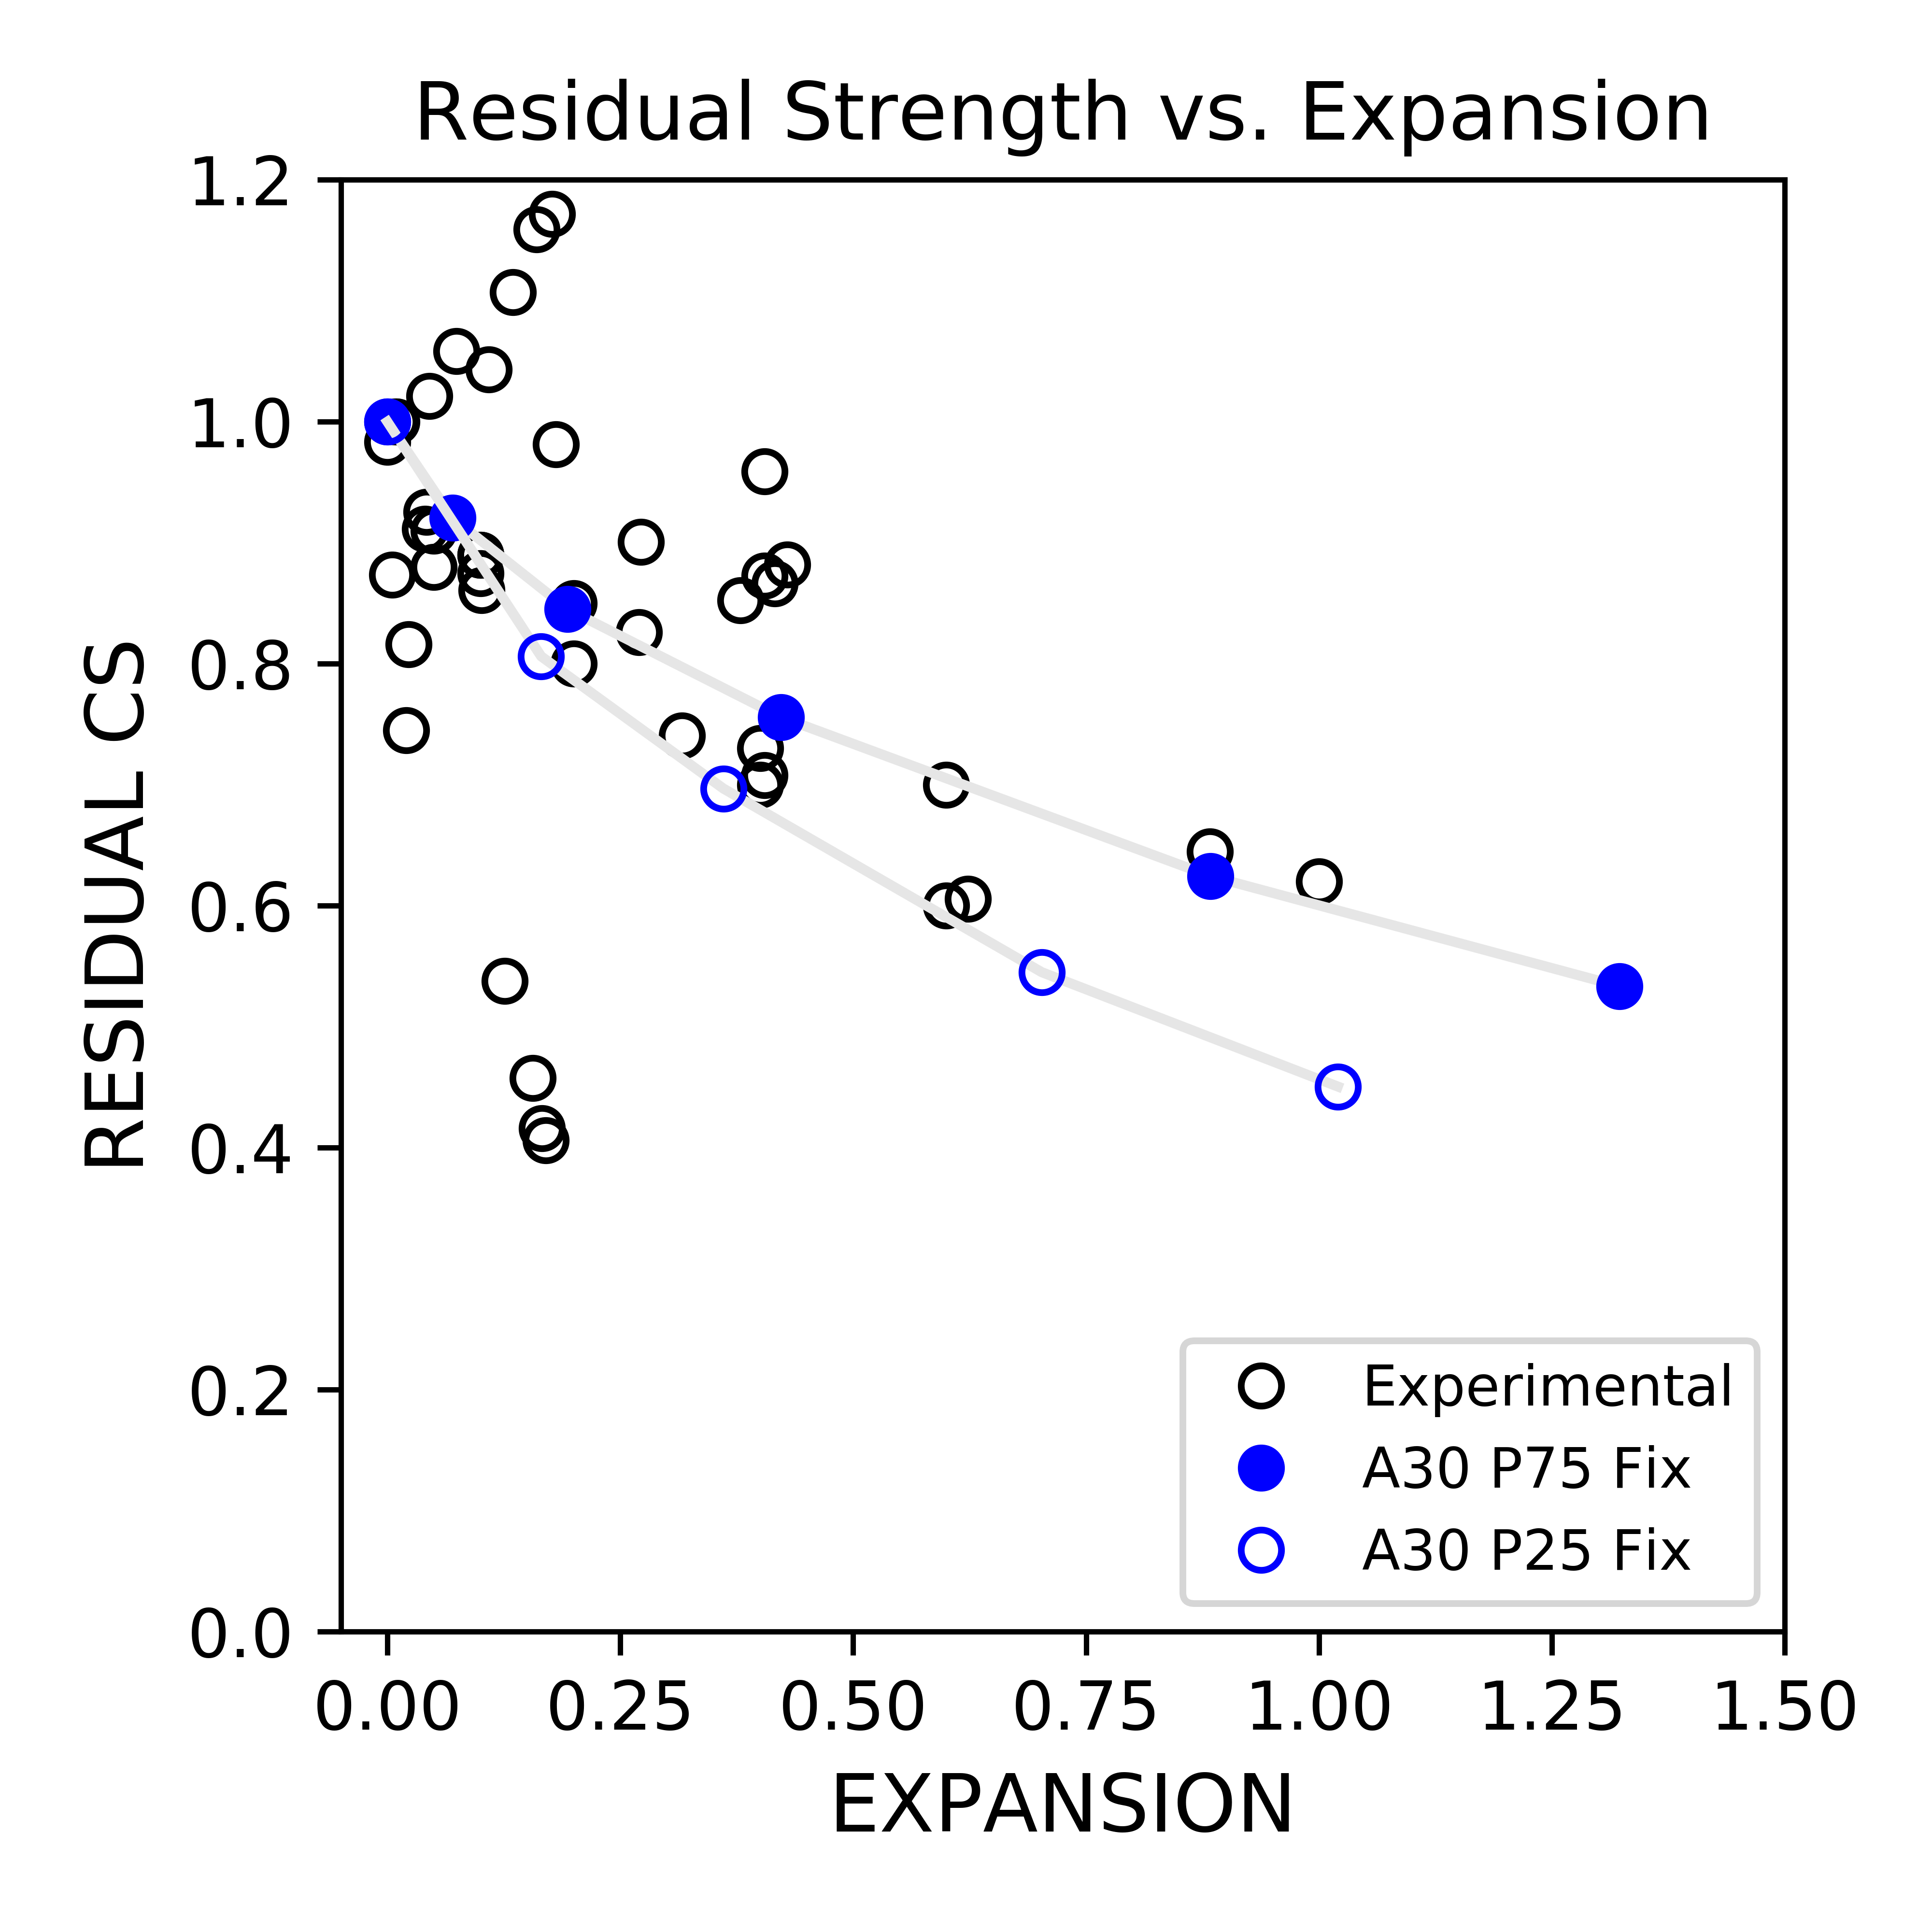 Residual Strength vs. Expansion
1.2
1.0
0.8
0.6
0.4
0.2
0.0
RESIDUAL CS
0.00 0.25 0.50 0.75 1.00 1.25 1.50
EXPANSION
Experimental
A30 P75 Fix
A30 P25 Fix